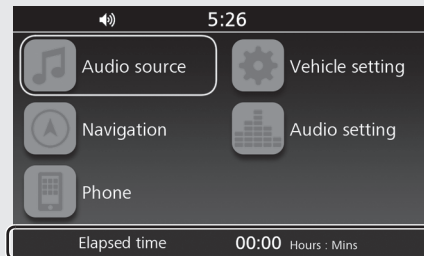 5:26
Audio source
Vehicle setting
Navigation
Audio setting
Phone
Elapsed time 00:00 Hours : Mins